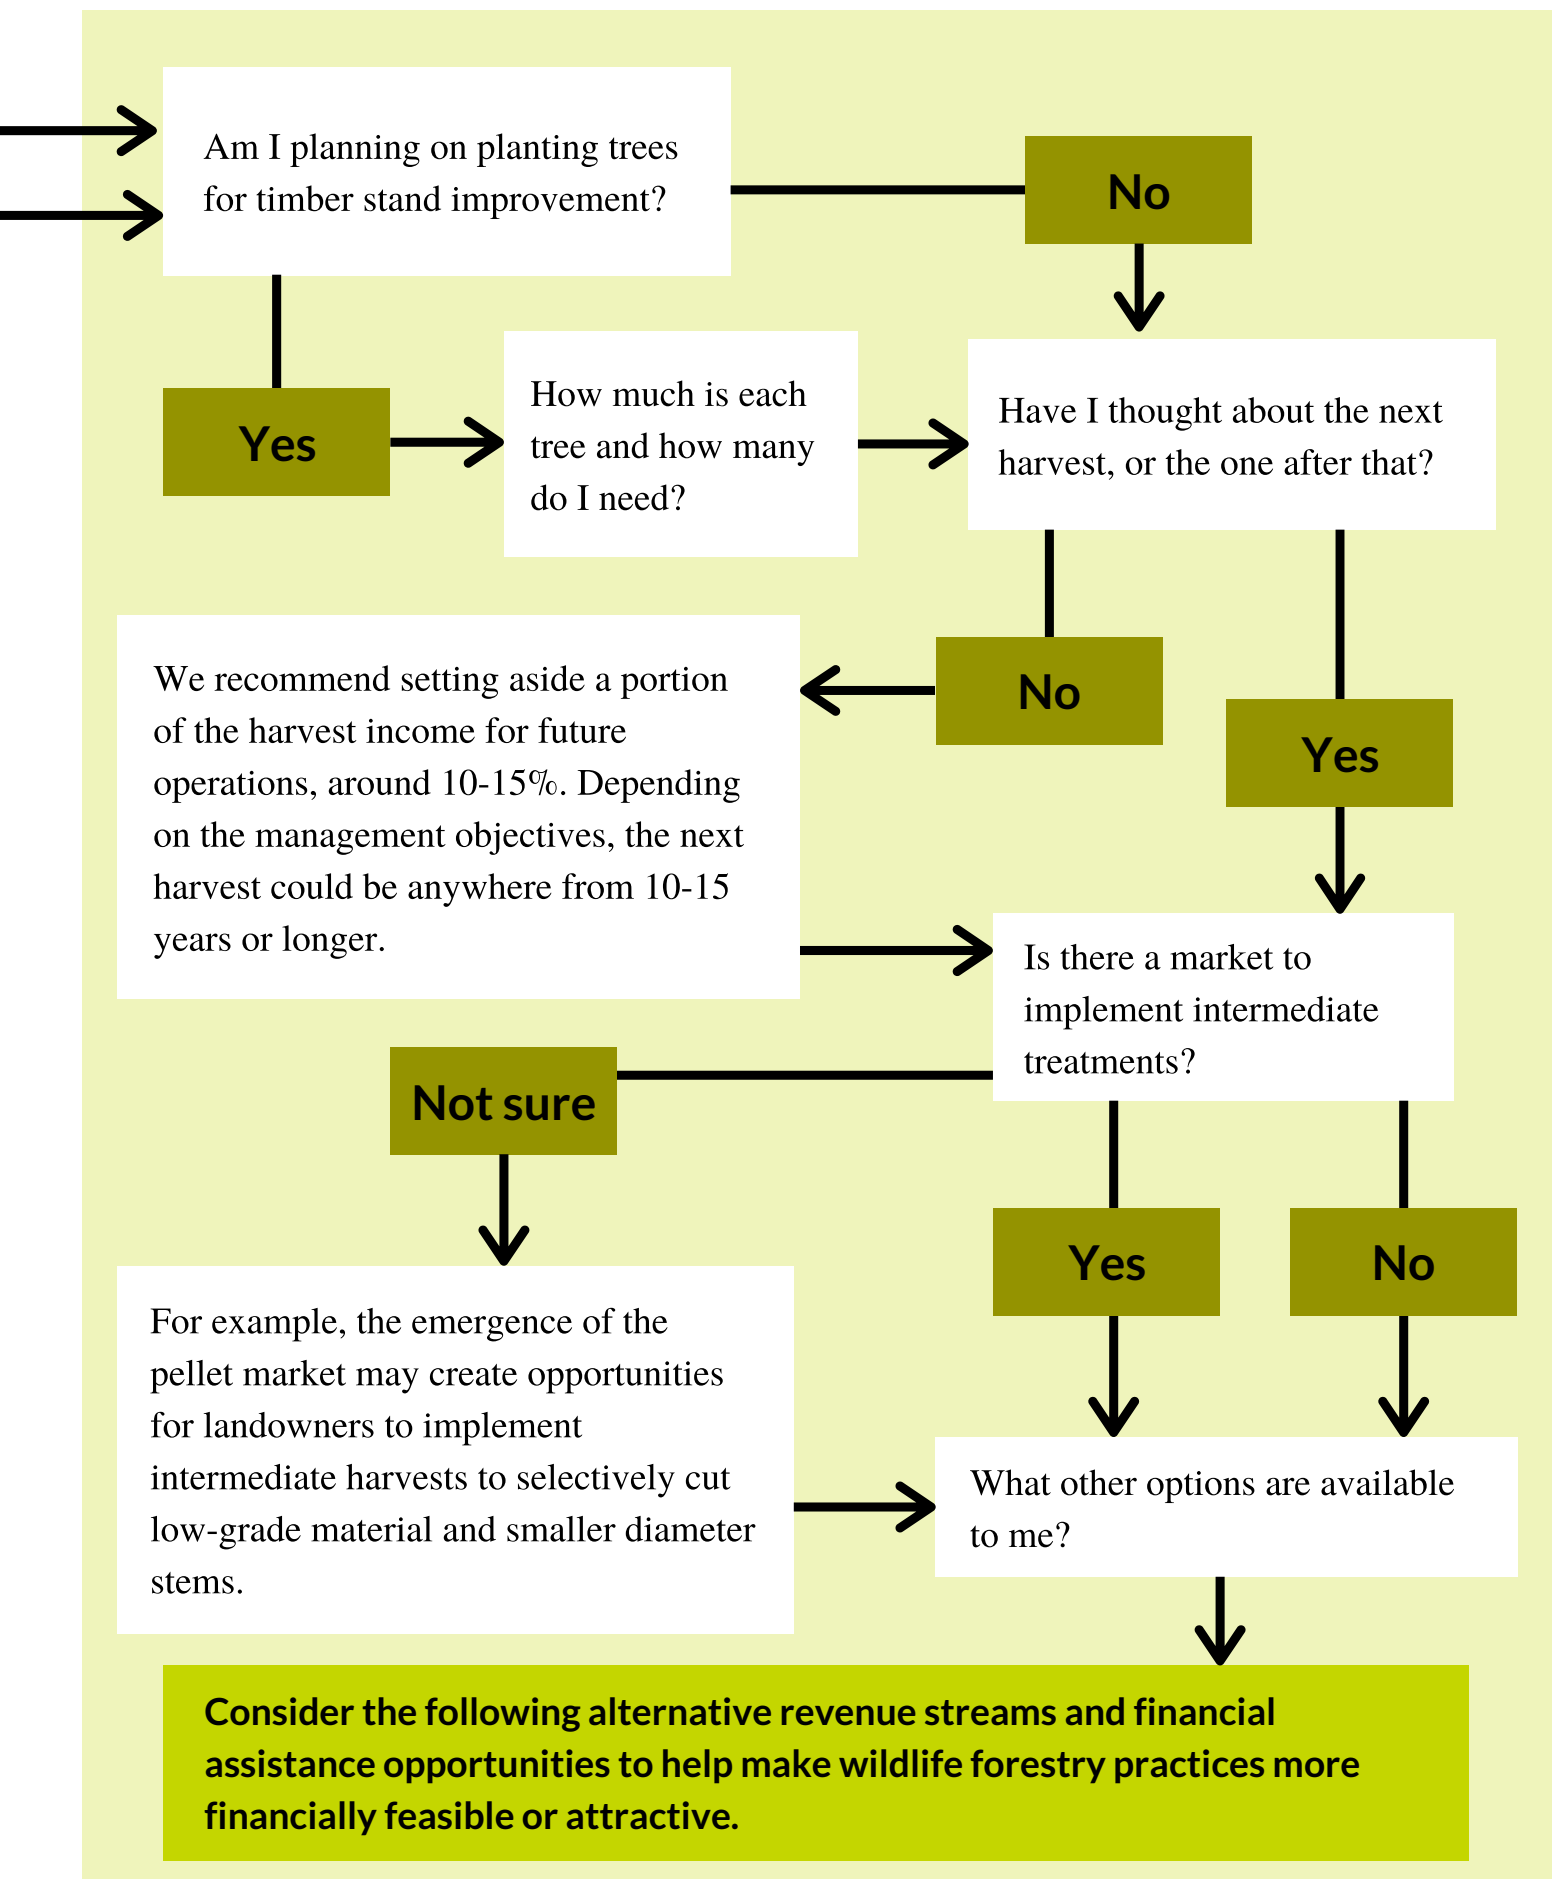 Am I planning on planting trees
for timber stand improvement?
No
Yes
How much is each
tree and how many
do I need?
Have I thought about the next
harvest, or the one after that?
No
Yes
We recommend setting aside a portion
of the harvest income for future
operations, around 10-15%. Depending
on the management objectives, the next
harvest could be anywhere from 10-15
years or longer.
Is there a market to
implement intermediate
treatments?
Not sure
Yes
No
For example, the emergence of the
pellet market may create opportunities
for landowners to implement
intermediate harvests to selectively cut
low-grade material and smaller diameter
stems.
What other options are available
to me?
Consider the following alternative revenue streams and financial
assistance opportunities to help make wildlife forestry practices more
financially feasible or attractive.